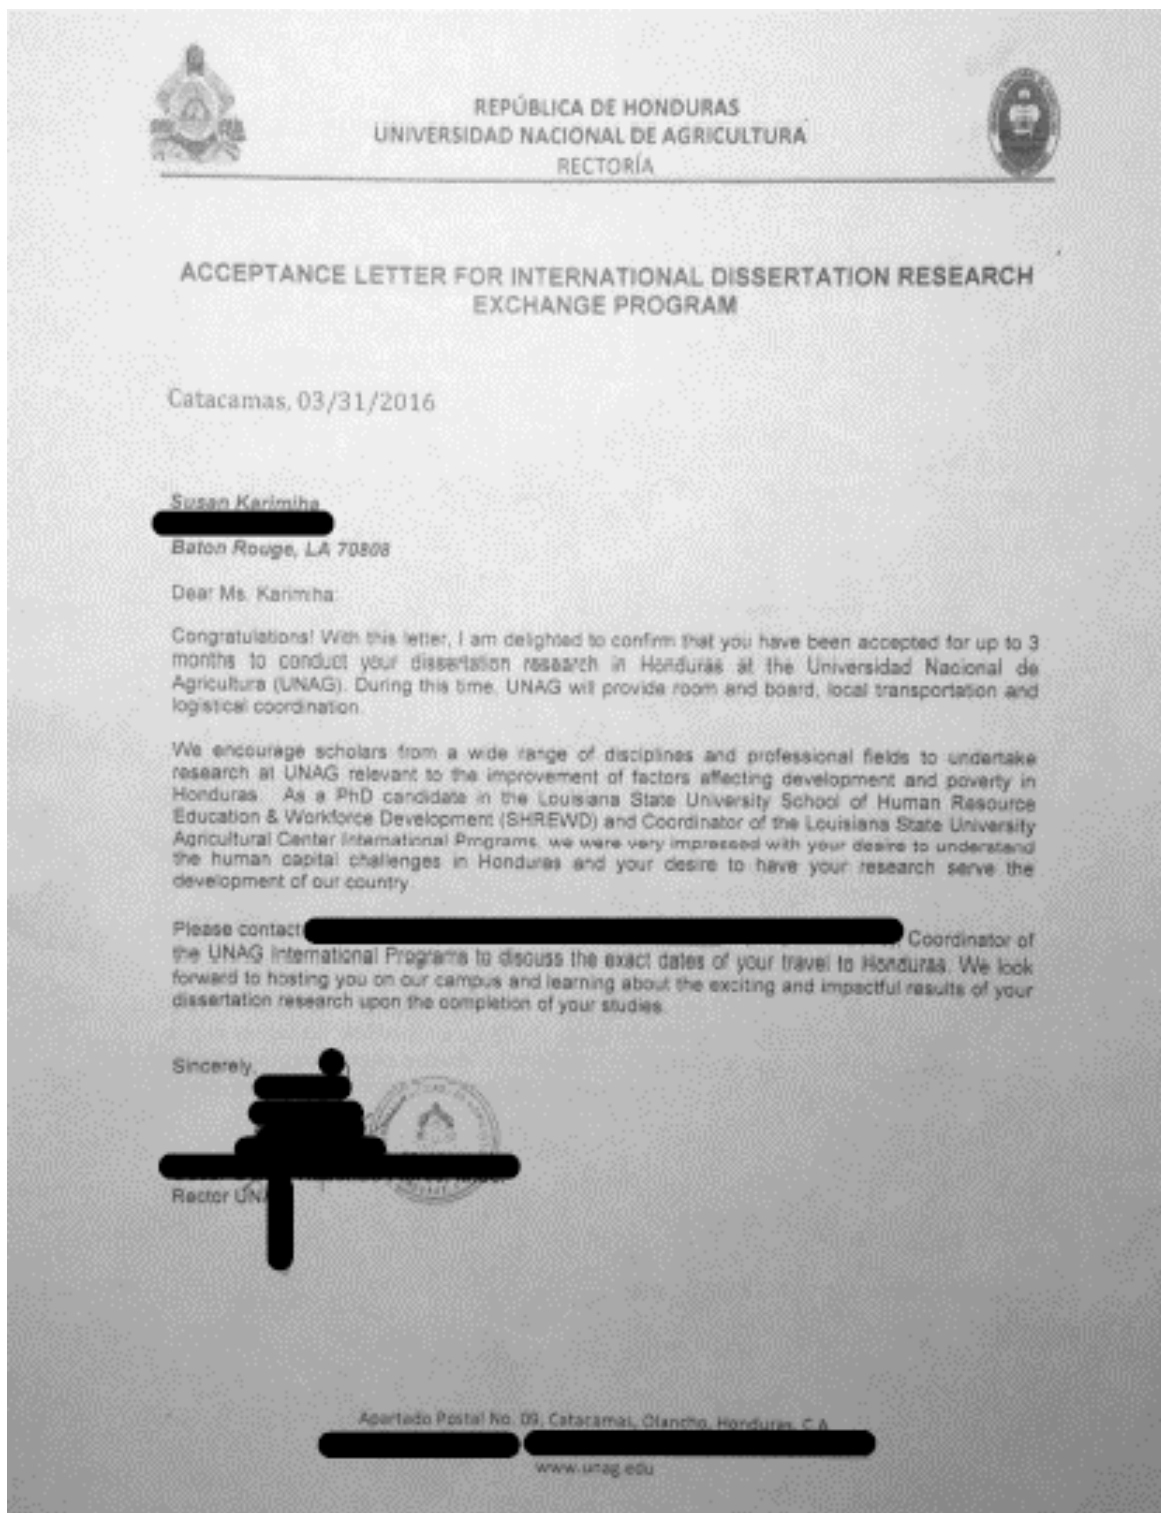 REPÚBLICA DE HONDURAS
UNIVERSIDAD NACIONAL DE AGRICULTURA
RECTORÍA
ACCEPTANCE LETTER FOR INTERNATIONAL DISSERTATION RESEARCH
EXCHANGE PROGRAM
Catacamas, 03/31/2016
Susan Karimiha
Baton Rouge, LA 70808
Dear Ms. Karimiha:
Congratulations! With this letter, I am delighted to confirm that you have been accepted for up to 3
months to conduct your dissertation research in Honduras at the Universidad Nacional de
Agricultura (UNAG). During this time, UNAG will provide room and board, local transportation and
logistical coordination.
We encourage scholars from a wide range of disciplines and professional fields to undertake
research at UNAG relevant to the improvement of factors affecting development and poverty in
Honduras. As a PhD candidate in the Louisiana State University School of Human Resource
Education & Workforce Development (SHREWD) and Coordinator of the Louisiana State University
Agricultural Center International Programs, we were very impressed with your desire to understand
the human capital challenges in Honduras and your desire to have your research serve the
development of our country.
Please contact Coordinator of
the UNAG International Programs to discuss the exact dates of your travel to Honduras. We look
forward to hosting you on our campus and learning about the exciting and impactful results of your
dissertation research upon the completion of your studies.
Sincerely,
Rector
Apartado Postal No. 09, Catacamas, Olancho, Honduras, C.A
www.unag.edu